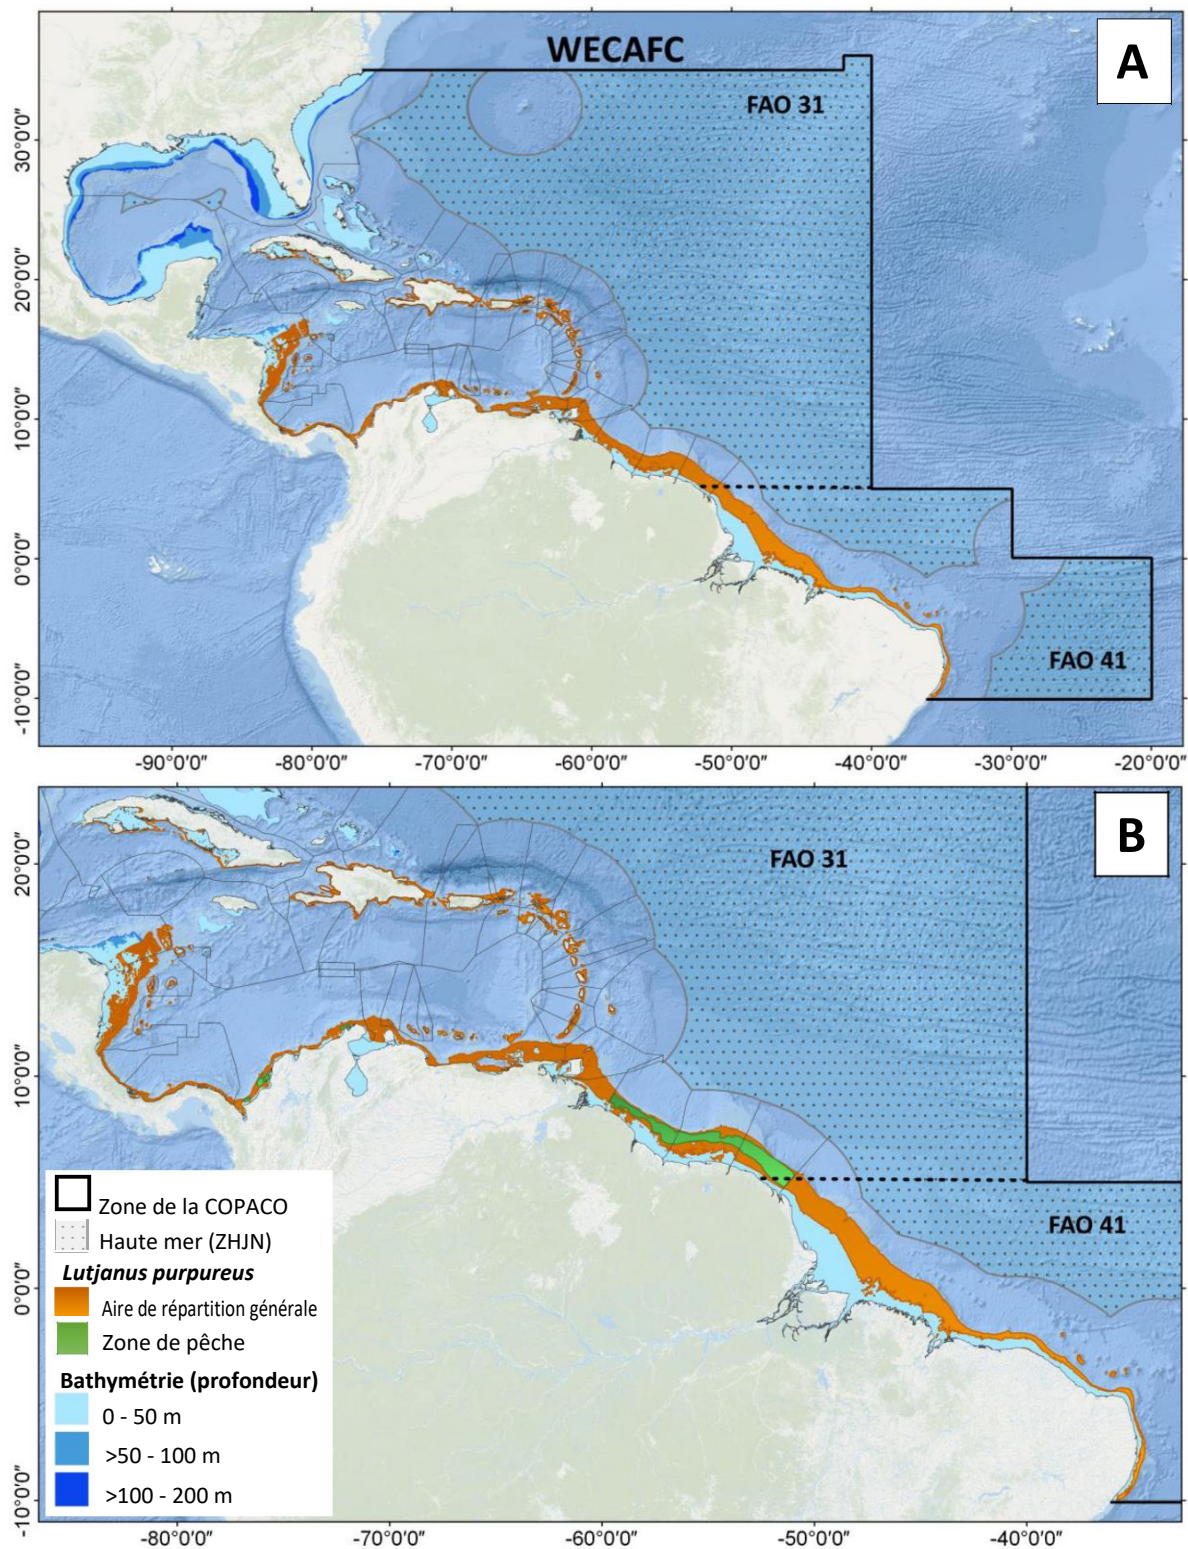 WECAFC
A
FAO 31
30°0'0"
20°0'0"
10°0'0"
0°0'0"
-10°0'0"
FAO 41
-90°0'0" -80°0'0" -70°0'0" -60°0'0" -50°0'0" -40°0'0" -30°0'0" -20°0'0"
B
FAO 31
20°0'0"
10°0'0"
0°0'0"
-10°0'0"
FAO 41
Zone de la COPACO
Haute mer (ZHJN)
Lutjanus purpureus
Aire de répartition générale
Zone de pêche
Bathymétrie (profondeur)
0 - 50 m
>50 - 100 m
>100 - 200 m
-80°0'0" -70°0'0" -60°0'0" -50°0'0" -40°0'0"